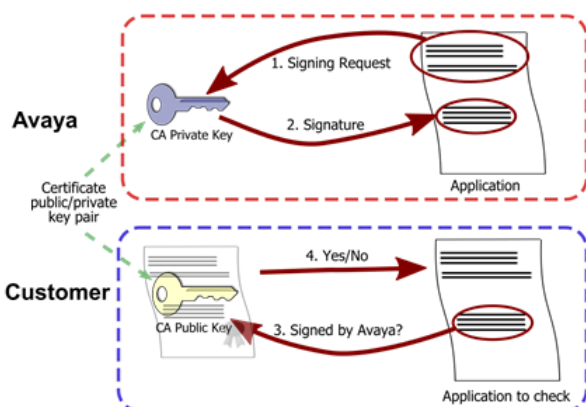 Avaya
1. Signing Request
CA Private Key
2. Signature
Application
Certificate
public/private
key pair
Customer
4. Yes/No
CA Public Key
3. Signed by Avaya?
Application to check